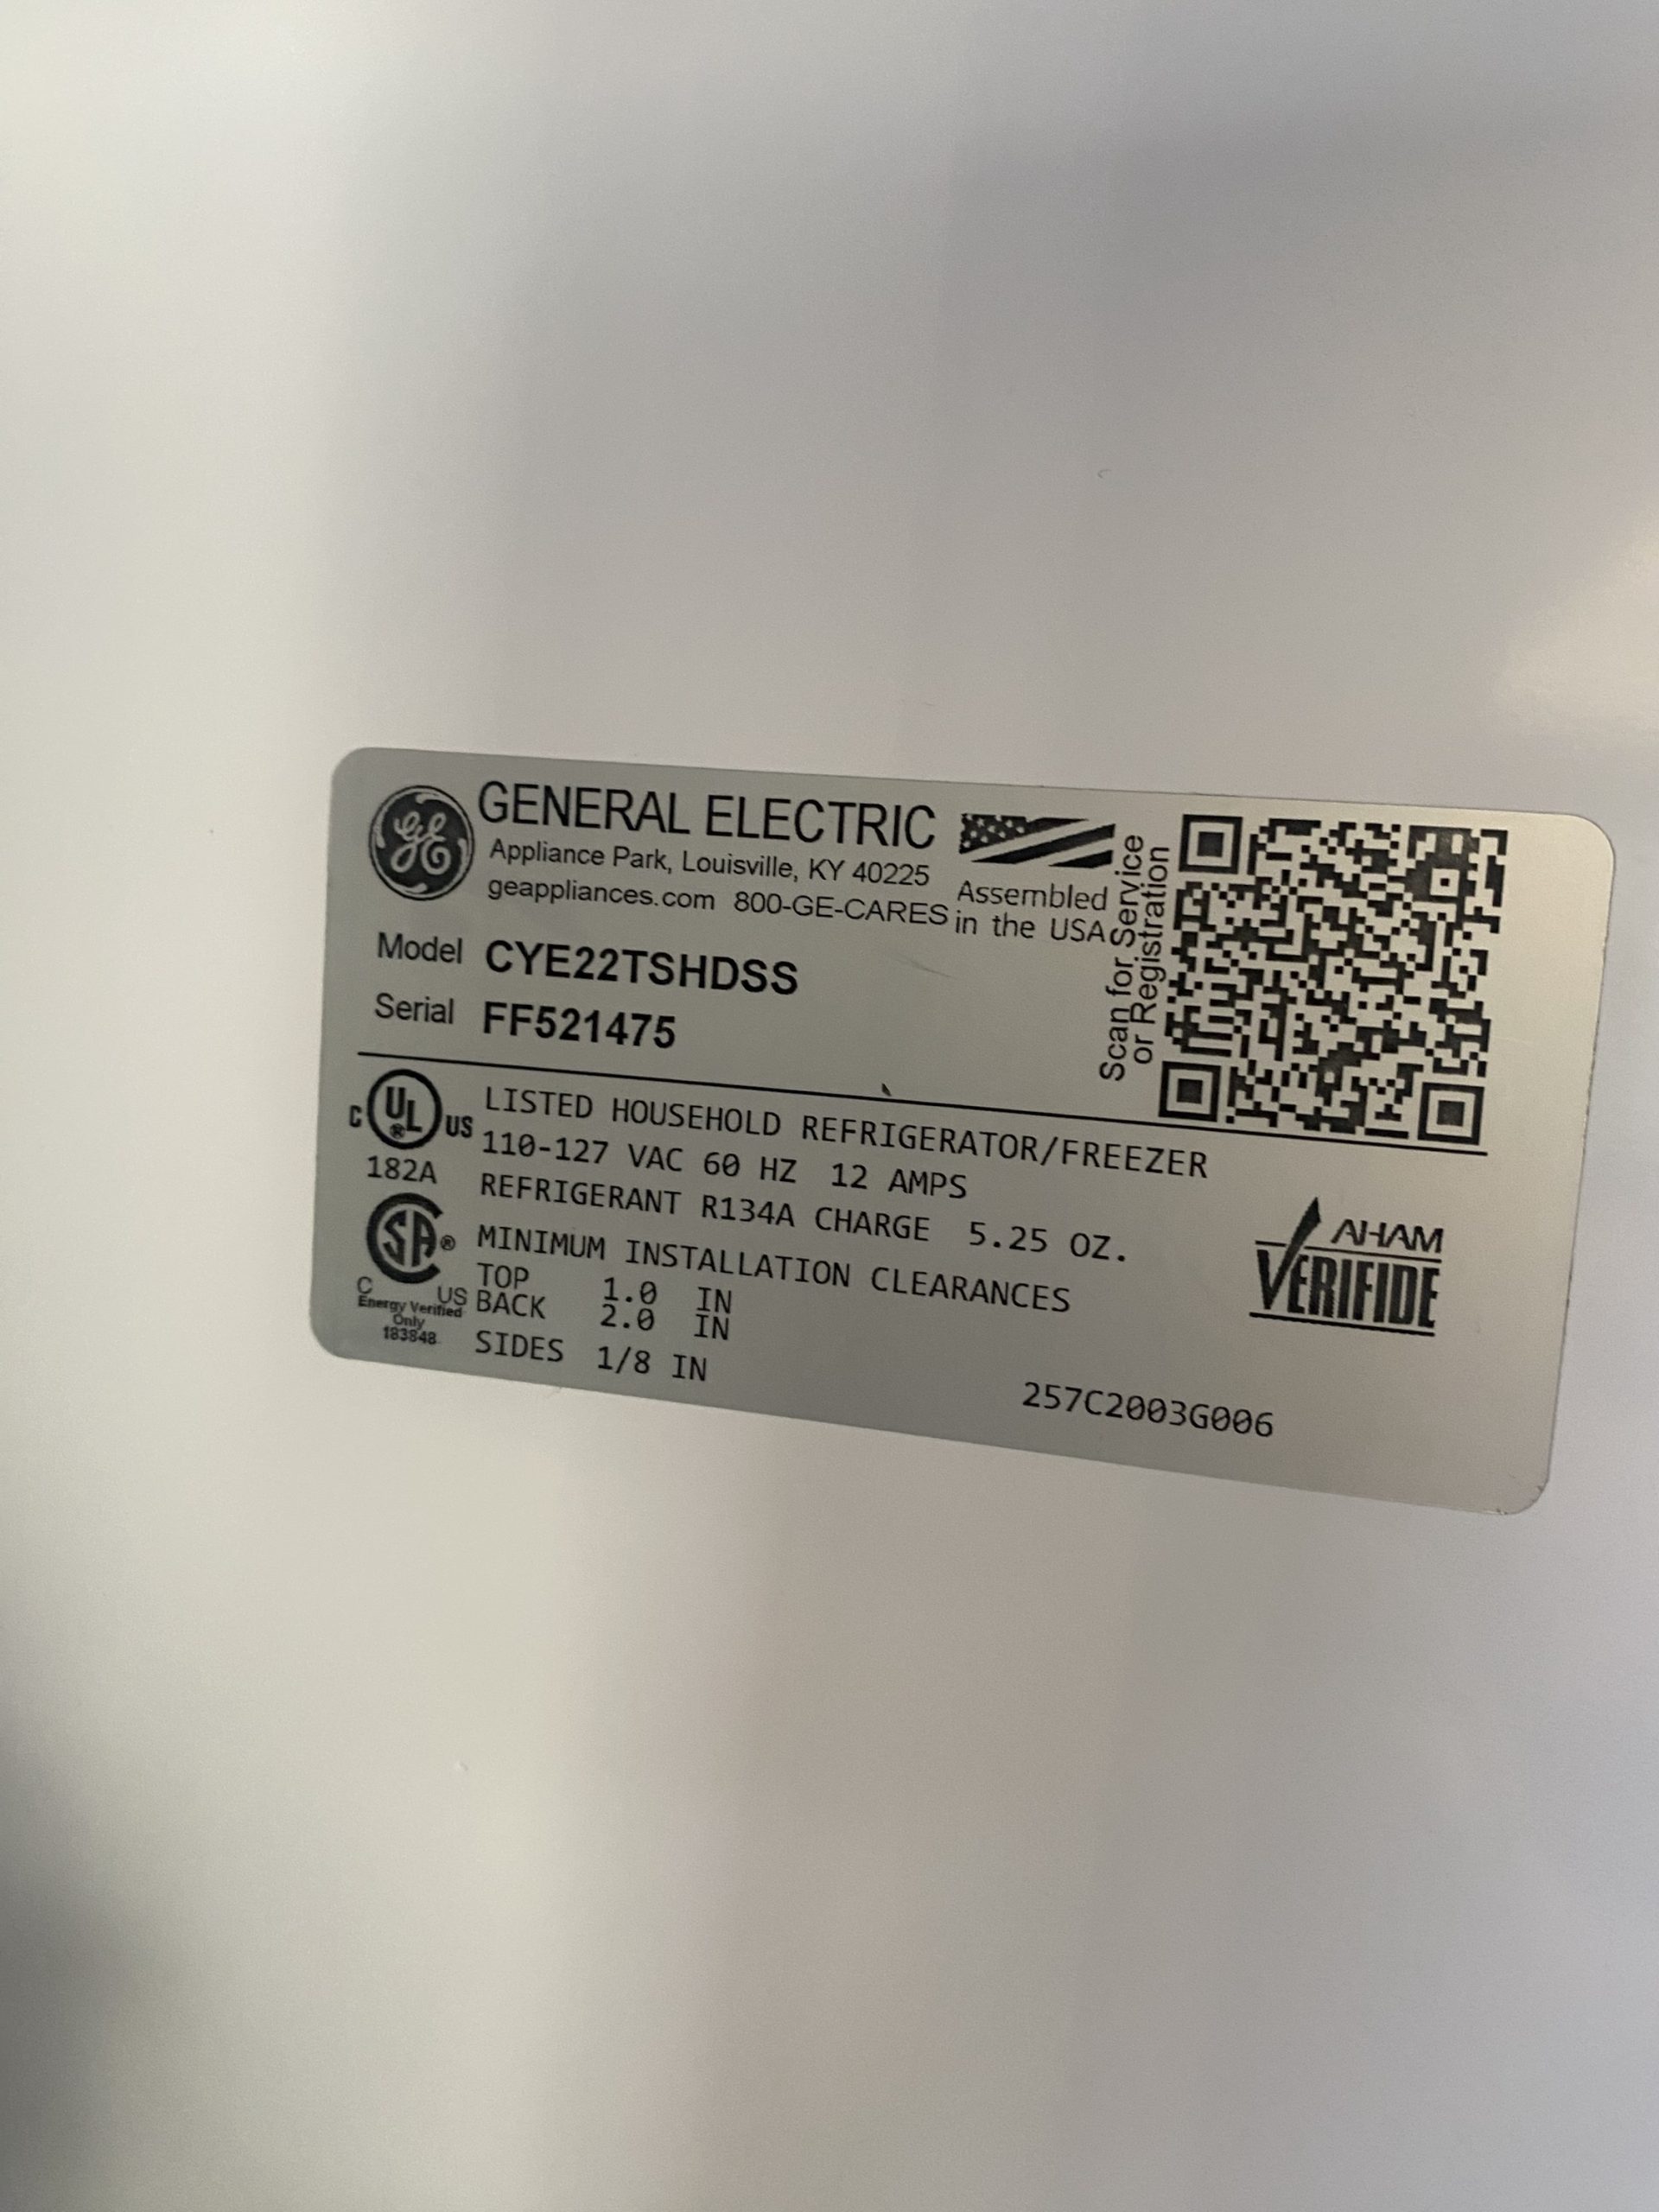 GE
GENERAL ELECTRIC
Appliance Park, Louisville, KY 40225
geappliances.com 800-GE-CARES
Assembled
in the USA
Scan for Service
or Registration
Model CYE22TSHDSS
Serial FF521475
C UL ® US
182A
LISTED HOUSEHOLD REFRIGERATOR/FREEZER
110-127 VAC 60 HZ 12 AMPS
REFRIGERANT R134A CHARGE 5.25 OZ.
SA ®
C US
Energy Verified
Only
183848
MINIMUM INSTALLATION CLEARANCES
TOP 1.0 IN
BACK 2.0 IN
SIDES 1/8 IN
AHAM
VERIFIDE
257C2003G006